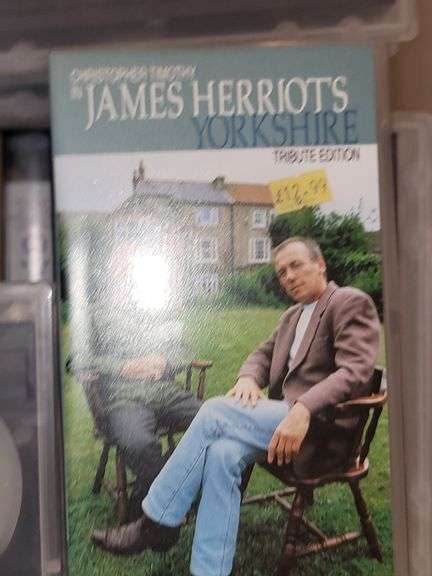 CHRISTOPHER TIMOTHY
IN JAMES HERRIOTS
YORKSHIRE
TRIBUTE EDITION
£12.99